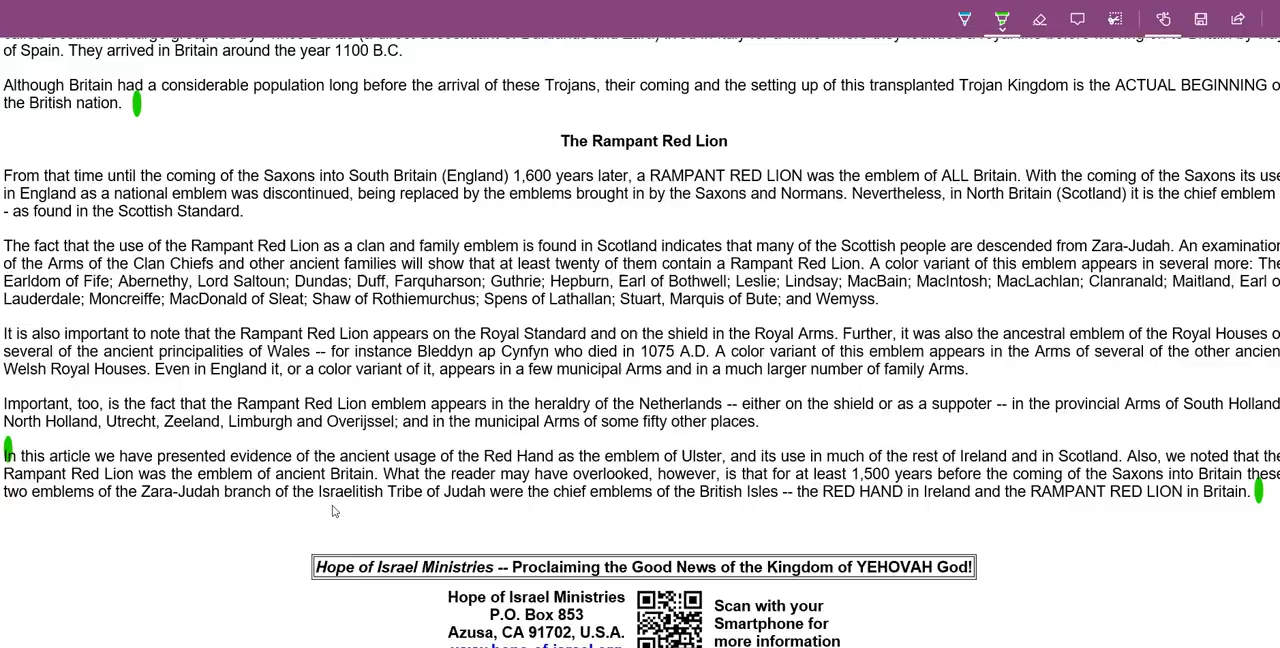 of Spain. They arrived in Britain around the year 1100 B.C.
Although Britain had a considerable population long before the arrival of these Trojans, their coming and the setting up of this transplanted Trojan Kingdom is the ACTUAL BEGINNING o
the British nation.
The Rampant Red Lion
From that time until the coming of the Saxons into South Britain (England) 1,600 years later, a RAMPANT RED LION was the emblem of ALL Britain. With the coming of the Saxons its use
in England as a national emblem was discontinued, being replaced by the emblems brought in by the Saxons and Normans. Nevertheless, in North Britain (Scotland) it is the chief emblem
- as found in the Scottish Standard.
The fact that the use of the Rampant Red Lion as a clan and family emblem is found in Scotland indicates that many of the Scottish people are descended from Zara-Judah. An examination
of the Arms of the Clan Chiefs and other ancient families will show that at least twenty of them contain a Rampant Red Lion. A color variant of this emblem appears in several more: The
Earldom of Fife; Abernethy, Lord Saltoun; Dundas; Duff, Farquharson; Guthrie; Hepburn, Earl of Bothwell; Leslie; Lindsay; MacBain; MacIntosh; MacLachlan; Clanranald; Maitland, Earl o
Lauderdale; Moncreiffe; MacDonald of Sleat; Shaw of Rothiemurchus; Spens of Lathallan; Stuart, Marquis of Bute; and Wemyss.
It is also important to note that the Rampant Red Lion appears on the Royal Standard and on the shield in the Royal Arms. Further, it was also the ancestral emblem of the Royal Houses o
several of the ancient principalities of Wales -- for instance Bleddyn ap Cynfyn who died in 1075 A.D. A color variant of this emblem appears in the Arms of several of the other ancien
Welsh Royal Houses. Even in England it, or a color variant of it, appears in a few municipal Arms and in a much larger number of family Arms.
Important, too, is the fact that the Rampant Red Lion emblem appears in the heraldry of the Netherlands -- either on the shield or as a suppoter -- in the provincial Arms of South Holland
North Holland, Utrecht, Zeeland, Limburgh and Overijssel; and in the municipal Arms of some fifty other places.
In this article we have presented evidence of the ancient usage of the Red Hand as the emblem of Ulster, and its use in much of the rest of Ireland and in Scotland. Also, we noted that the
Rampant Red Lion was the emblem of ancient Britain. What the reader may have overlooked, however, is that for at least 1,500 years before the coming of the Saxons into Britain these
two emblems of the Zara-Judah branch of the Israelitish Tribe of Judah were the chief emblems of the British Isles -- the RED HAND in Ireland and the RAMPANT RED LION in Britain.
Hope of Israel Ministries -- Proclaiming the Good News of the Kingdom of YEHOVAH God!
Hope of Israel Ministries
P.O. Box 853
Azusa, CA 91702, U.S.A.
Scan with your
Smartphone for
more information